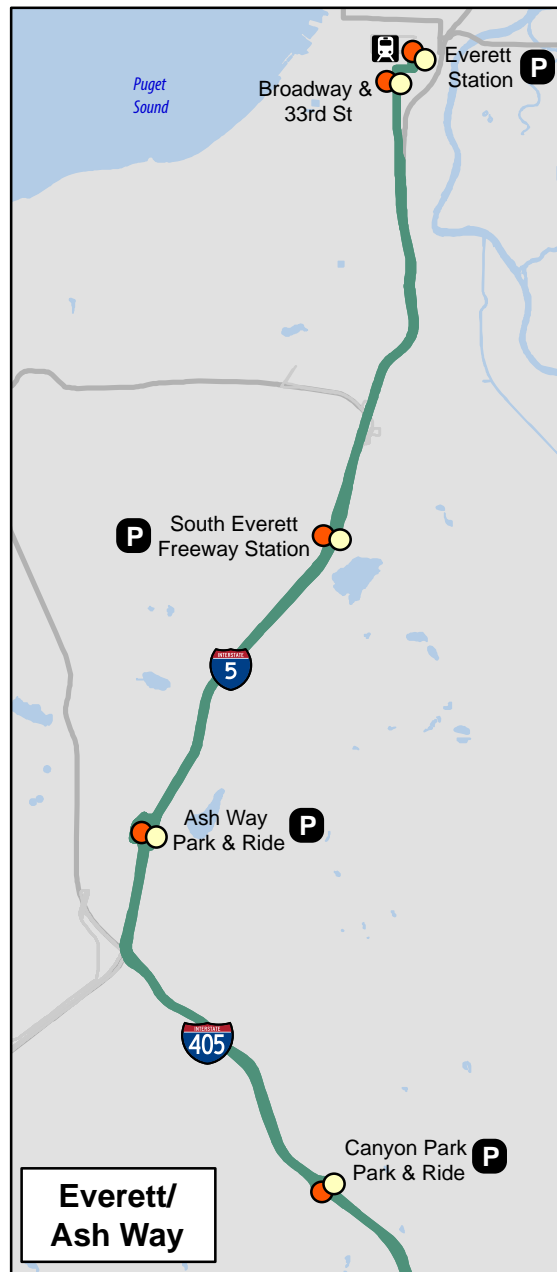 Everett
Station
P
Puget
Sound
Broadway &
33rd St
South Everett
Freeway Station
P
INTERSTATE
5
Ash Way
Park & Ride
P
INTERSTATE
405
Canyon Park
Park & Ride
P
Everett/
Ash Way